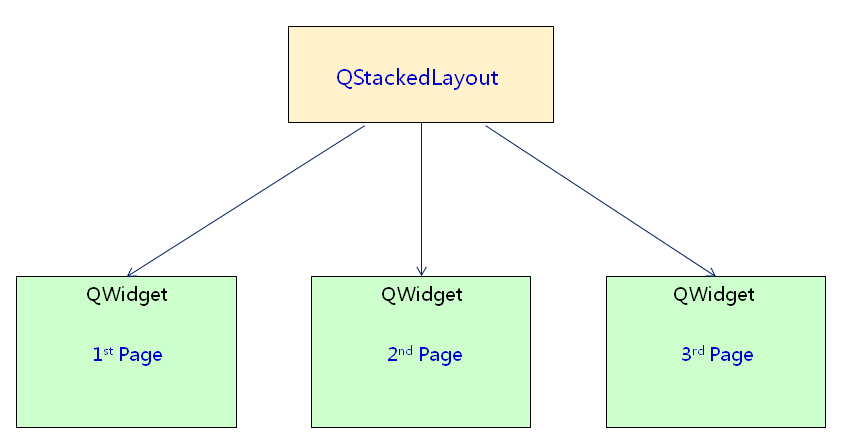 QStackedLayout
QWidget
1st Page
QWidget
2nd Page
QWidget
3rd Page